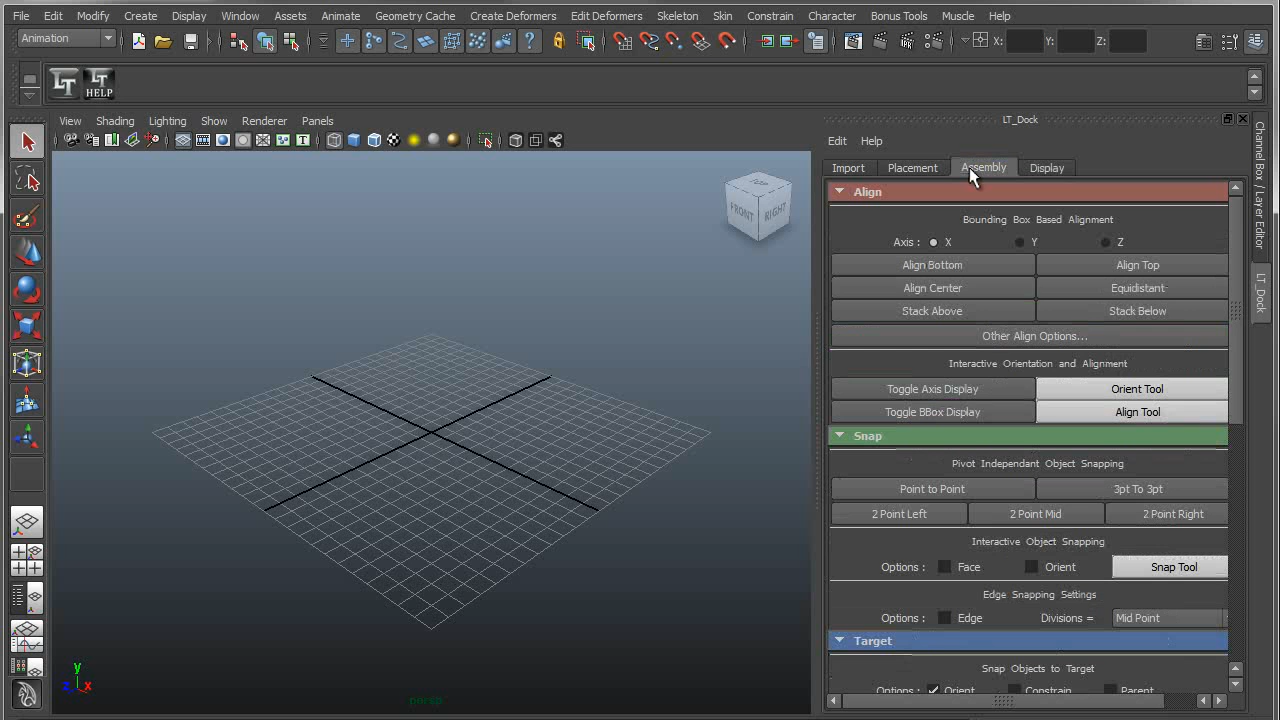 File Edit Modify Create Display Window Assets Animate Geometry Cache Create Deformers Edit Deformers Skeleton Skin Constrain Character Bonus Tools Muscle Help
Animation X: Y: Z:
LT LT HELP
View Shading Lighting Show Renderer Panels
LT_Dock
Edit Help
Import Placement Assembly Display
Align
Bounding Box Based Alignment
Axis : X Y Z
Align Bottom Align Top
Align Center Equidistant
Stack Above Stack Below
Other Align Options...
Interactive Orientation and Alignment
Toggle Axis Display Orient Tool
Toggle BBox Display Align Tool
Snap
Pivot Independant Object Snapping
Point to Point 3pt To 3pt
2 Point Left 2 Point Mid 2 Point Right
Interactive Object Snapping
Options : Face Orient Snap Tool
Edge Snapping Settings
Options : Edge Divisions = Mid Point
Target
Snap Objects to Target
Options : Orient Constrain Parent
Channel Box / Layer Editor
LT_Dock
TOP
FRONT RIGHT
y
z x
persp